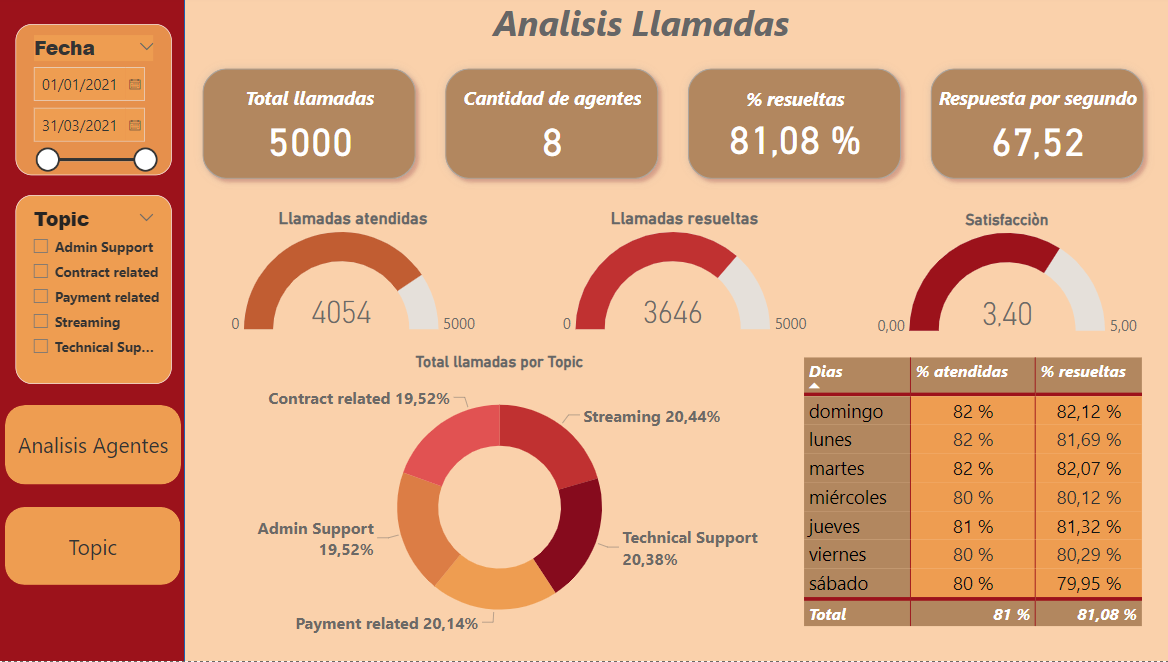 Analisis Llamadas
Fecha
01/01/2021
31/03/2021
Topic
Admin Support
Contract related
Payment related
Streaming
Technical Sup...
Analisis Agentes
Topic
Total llamadas
5000
Cantidad de agentes
8
% resueltas
81,08 %
Respuesta por segundo
67,52
Llamadas atendidas
4054
0
5000
Llamadas resueltas
3646
0
5000
Satisfacciòn
3,40
0,00
5,00
Total llamadas por Topic
Contract related 19,52%
Streaming 20,44%
Admin Support
19,52%
Technical Support
20,38%
Payment related 20,14%
Dias % atendidas % resueltas
domingo 82 % 82,12 %
lunes 82 % 81,69 %
martes 82 % 82,07 %
miércoles 80 % 80,12 %
jueves 81 % 81,32 %
viernes 80 % 80,29 %
sábado 80 % 79,95 %
Total 81 % 81,08 %